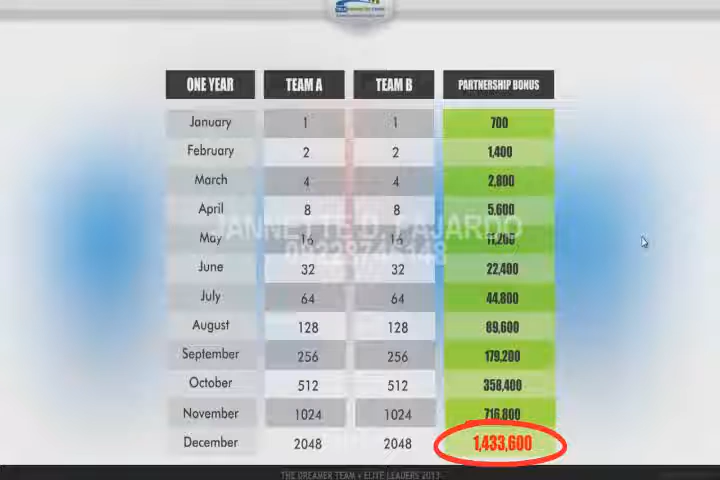 ONE YEAR TEAM A TEAM B PARTNERSHIP BONUS
January 1 1 700
February 2 2 1,400
March 4 4 2,800
April 8 8 5,600
JANNETTE D. FAJARDO
May 16 16 11,200
June 32 32 22,400
July 64 64 44,800
August 128 128 89,600
September 256 256 179,200
October 512 512 358,400
November 1024 1024 716,800
December 2048 2048 1,433,600
THE DREAMER TEAM • ELITE LEADERS 2013